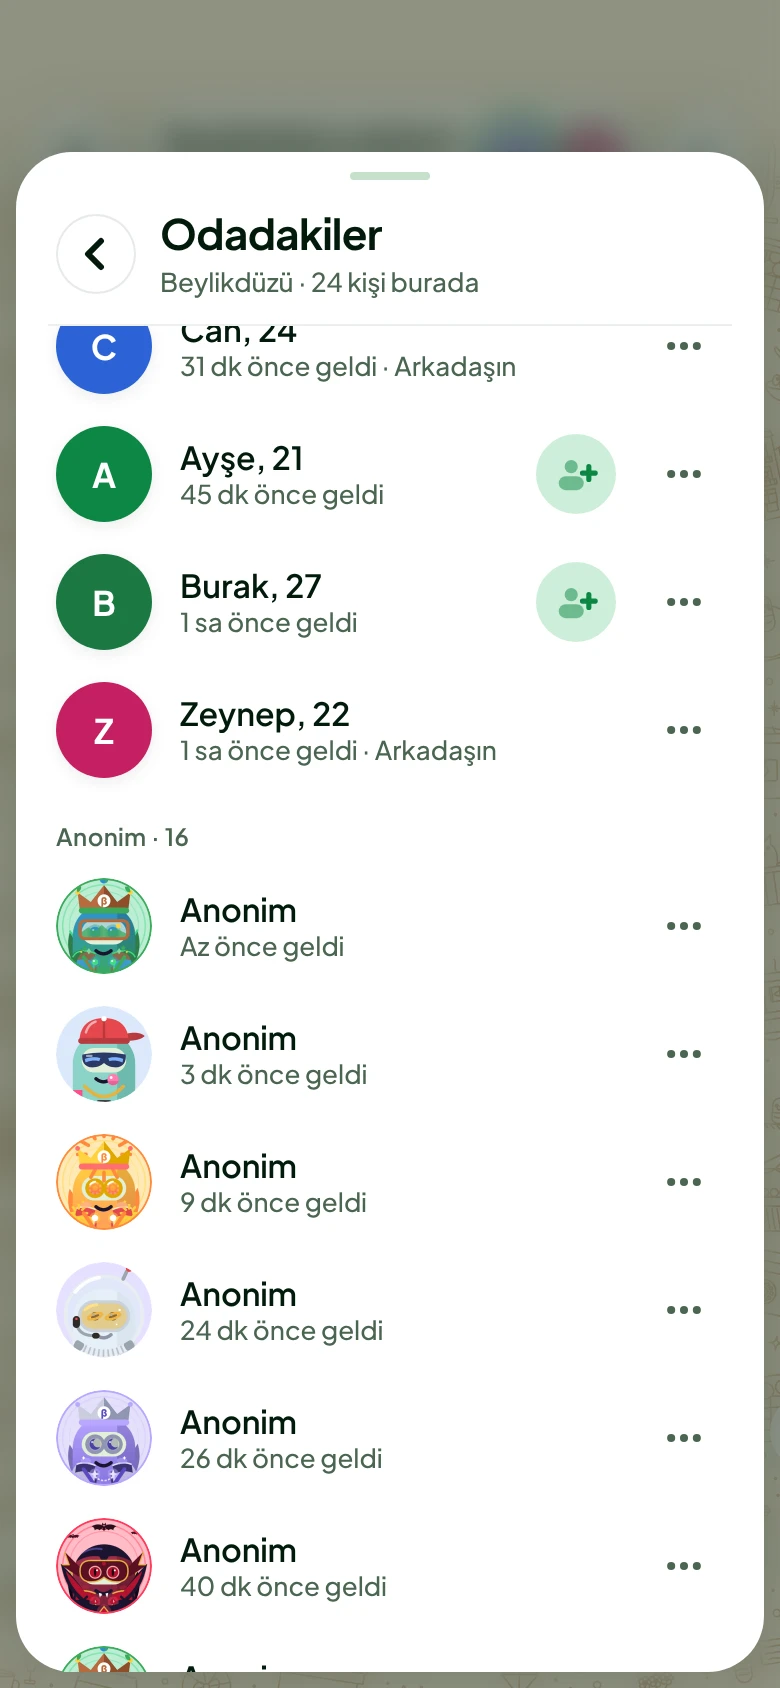 Odadakiler
Beylikdüzü · 24 kişi burada
C
Can, 24
31 dk önce geldi · Arkadaşın
A
Ayşe, 21
45 dk önce geldi
B
Burak, 27
1 sa önce geldi
Z
Zeynep, 22
1 sa önce geldi · Arkadaşın
Anonim · 16
β
Anonim
Az önce geldi
Anonim
3 dk önce geldi
β
Anonim
9 dk önce geldi
Anonim
24 dk önce geldi
β
Anonim
26 dk önce geldi
Anonim
40 dk önce geldi